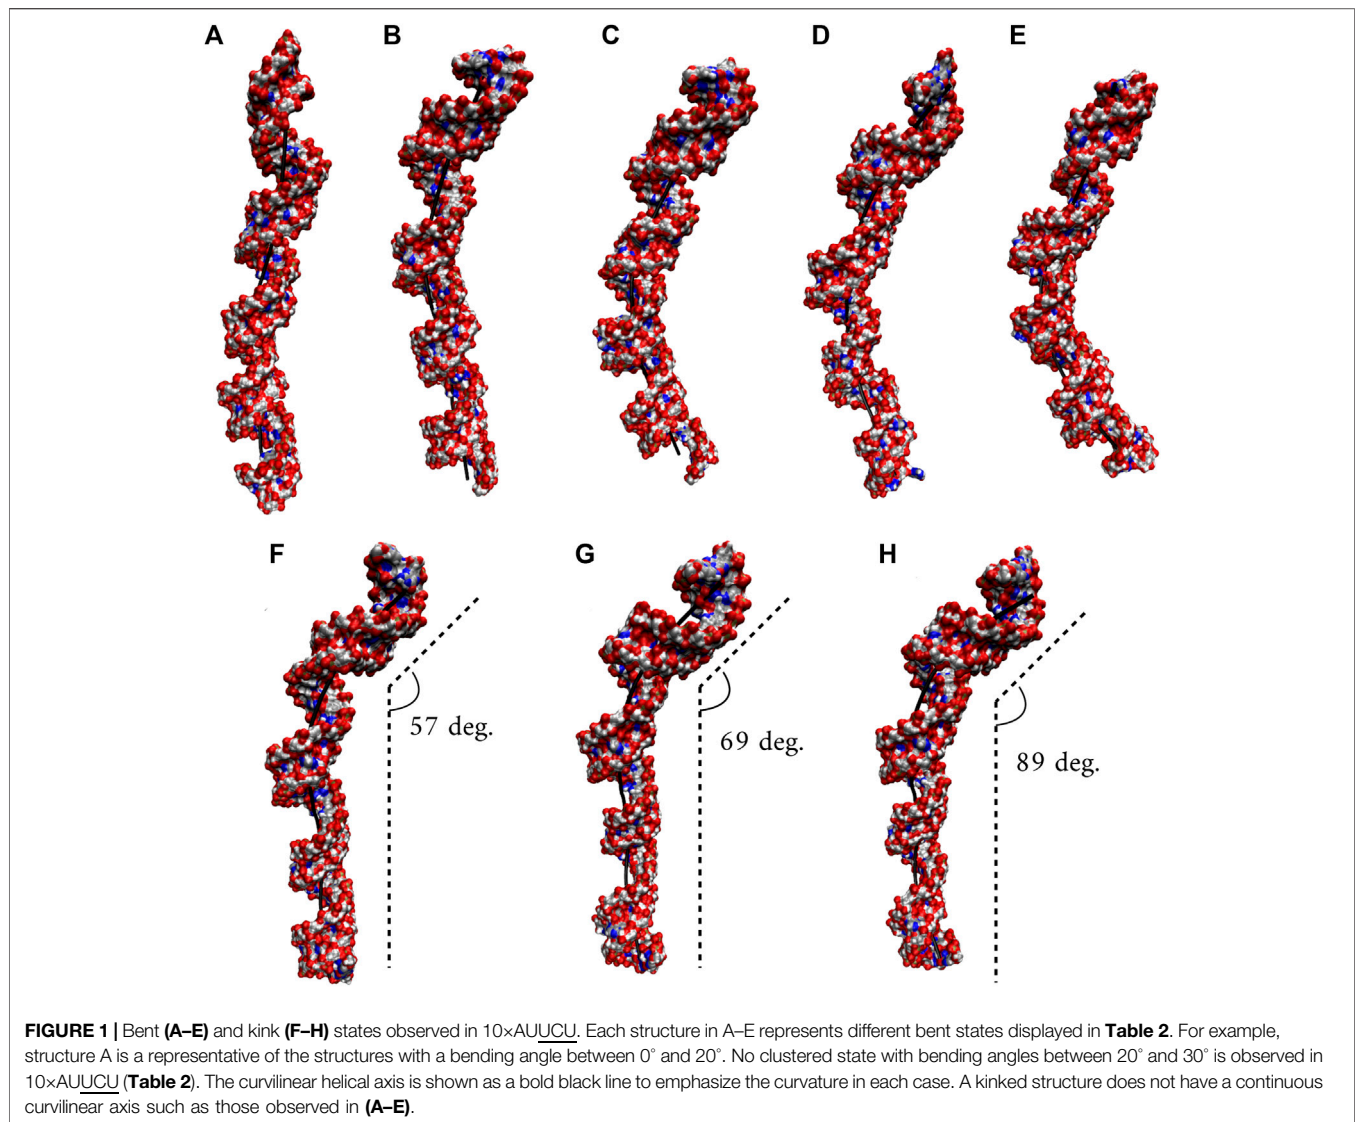 A B C D E
F G H
57 deg.
69 deg.
89 deg.
FIGURE 1 | Bent (A–E) and kink (F–H) states observed in 10×AUUCU. Each structure in A–E represents different bent states displayed in Table 2. For example,
structure A is a representative of the structures with a bending angle between 0° and 20°. No clustered state with bending angles between 20° and 30° is observed in
10×AUUCU (Table 2). The curvilinear helical axis is shown as a bold black line to emphasize the curvature in each case. A kinked structure does not have a continuous
curvilinear axis such as those observed in (A–E).